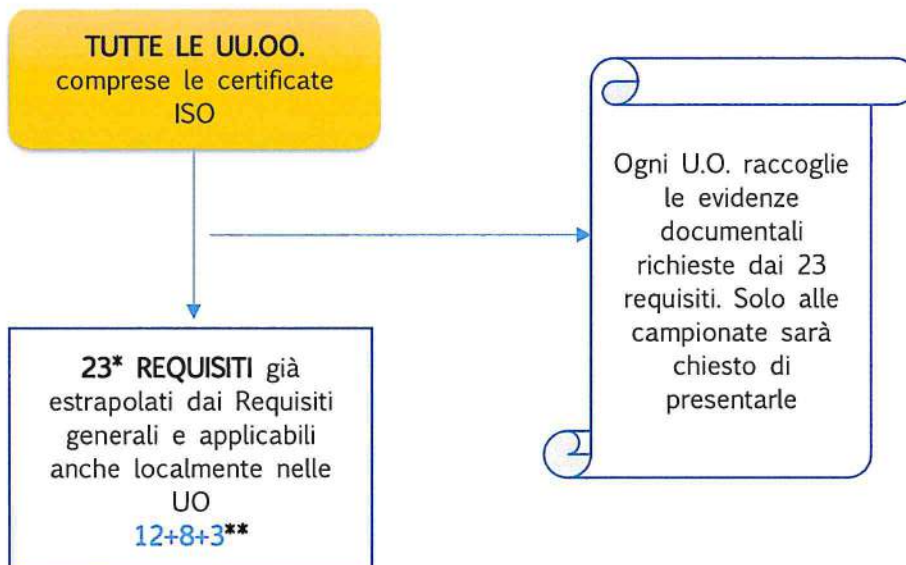 TUTTE LE UU.OO.
comprese le certificate
ISO
Ogni U.O. raccoglie
le evidenze
documentali
richieste dai 23
requisiti. Solo alle
campionate sarà
chiesto di
presentarle
23* REQUISITI già
estrapolati dai Requisiti
generali e applicabili
anche localmente nelle
UO
12+8+3**